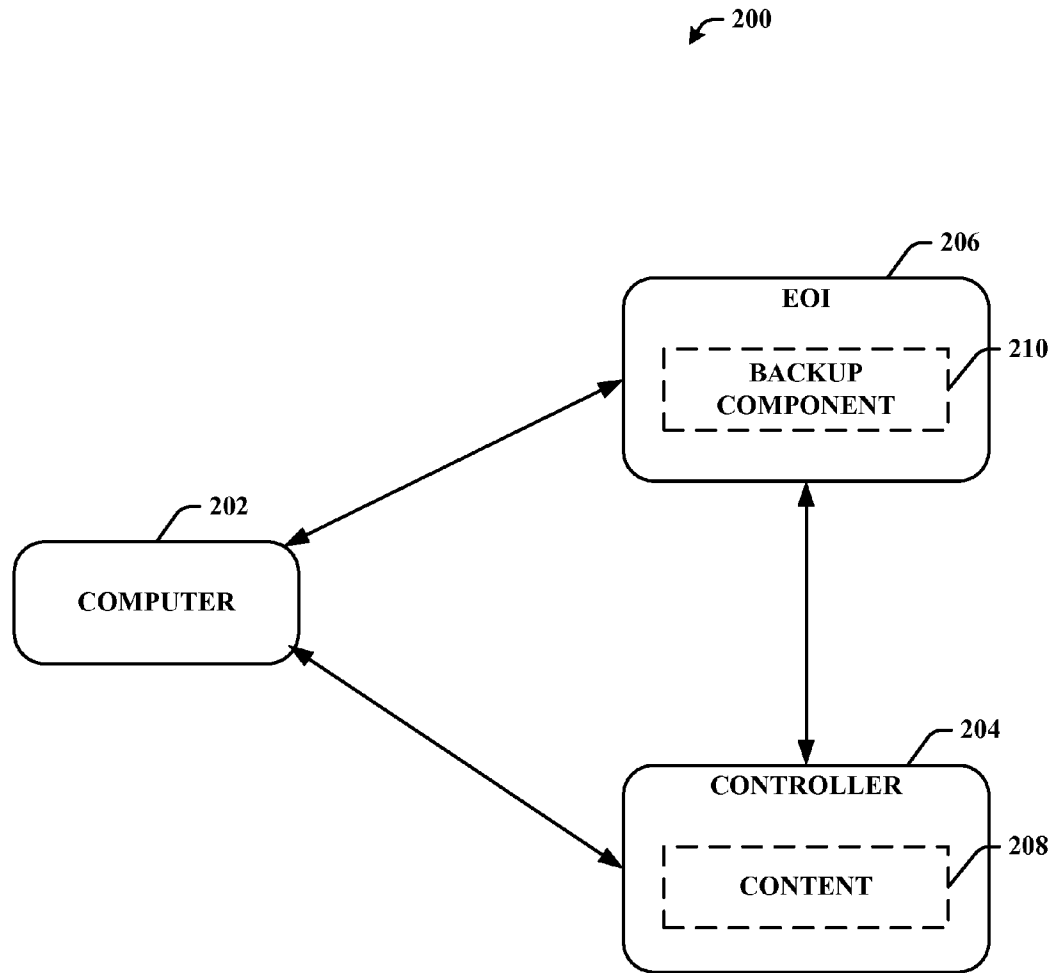 200
206
EOI
BACKUP
COMPONENT
210
202
COMPUTER
204
CONTROLLER
CONTENT
208